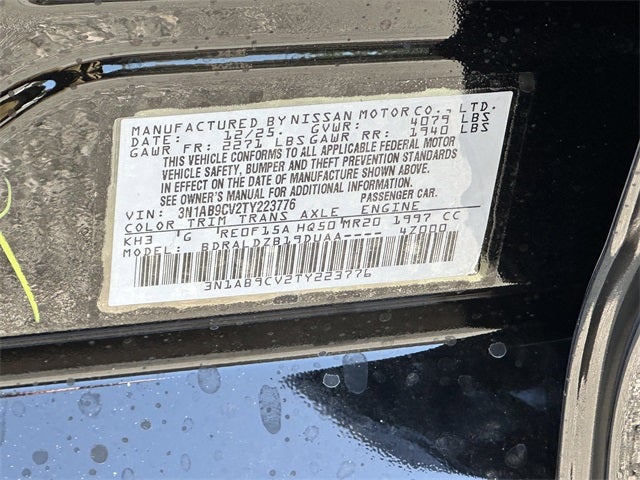 MANUFACTURED BY NISSAN MOTOR CO., LTD.
DATE: 12/25. GVWR: 4079 LBS
GAWR FR: 2271 LBS GAWR RR: 1940 LBS
THIS VEHICLE CONFORMS TO ALL APPLICABLE FEDERAL MOTOR
VEHICLE SAFETY, BUMPER AND THEFT PREVENTION STANDARDS
IN EFFECT ON THE DATE OF MANUFACTURE SHOWN ABOVE.
SEE OWNER'S MANUAL FOR ADDITIONAL INFORMATION.
VIN: 3N1AB9CV2TY223776 PASSENGER CAR.
COLOR TRIM TRANS AXLE ENGINE
KH3 G RE0F15A HQ50 MR20 1997 CC
MODEL: BDRALDZB19DUAA---- 4Z000
3N1AB9CV2TY223776